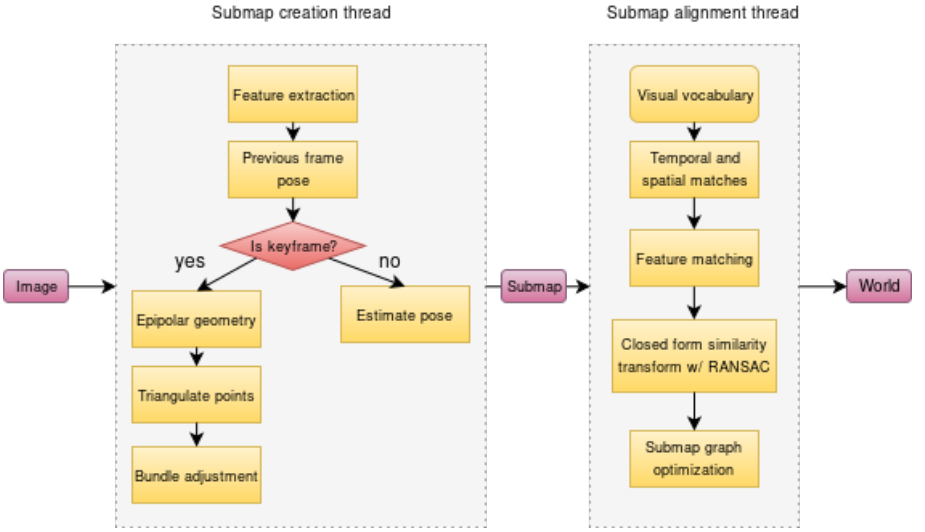 Submap creation thread
Submap alignment thread
Feature extraction
Previous frame
pose
Is keyframe?
yes
no
Image
Epipolar geometry
Estimate pose
Triangulate points
Bundle adjustment
Submap
Visual vocabulary
Temporal and
spatial matches
Feature matching
Closed form similarity
transform w/ RANSAC
Submap graph
optimization
World